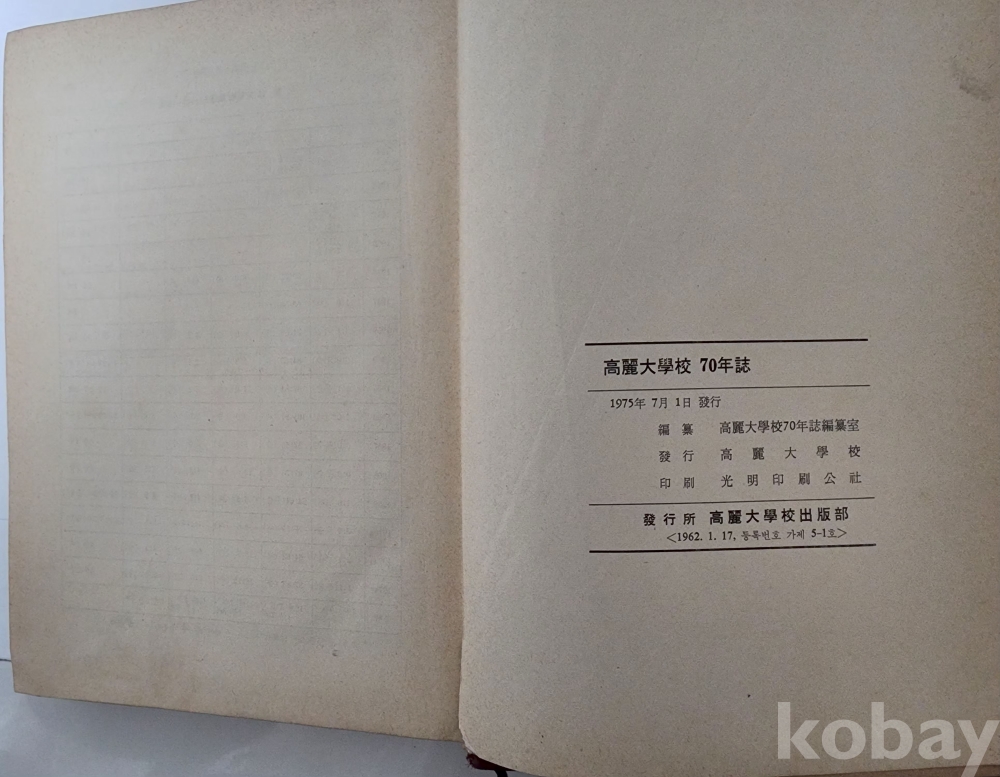 高麗大學校 70年誌
1975年 7月 1日 發行
編 纂 高麗大學校70年誌編纂室
發 行 高 麗 大 學 校
印 刷 光 明 印 刷 公 社
發 行 所 高麗大學校出版部
<1962. 1. 17, 등록번호 가제 5-1호>
kobay